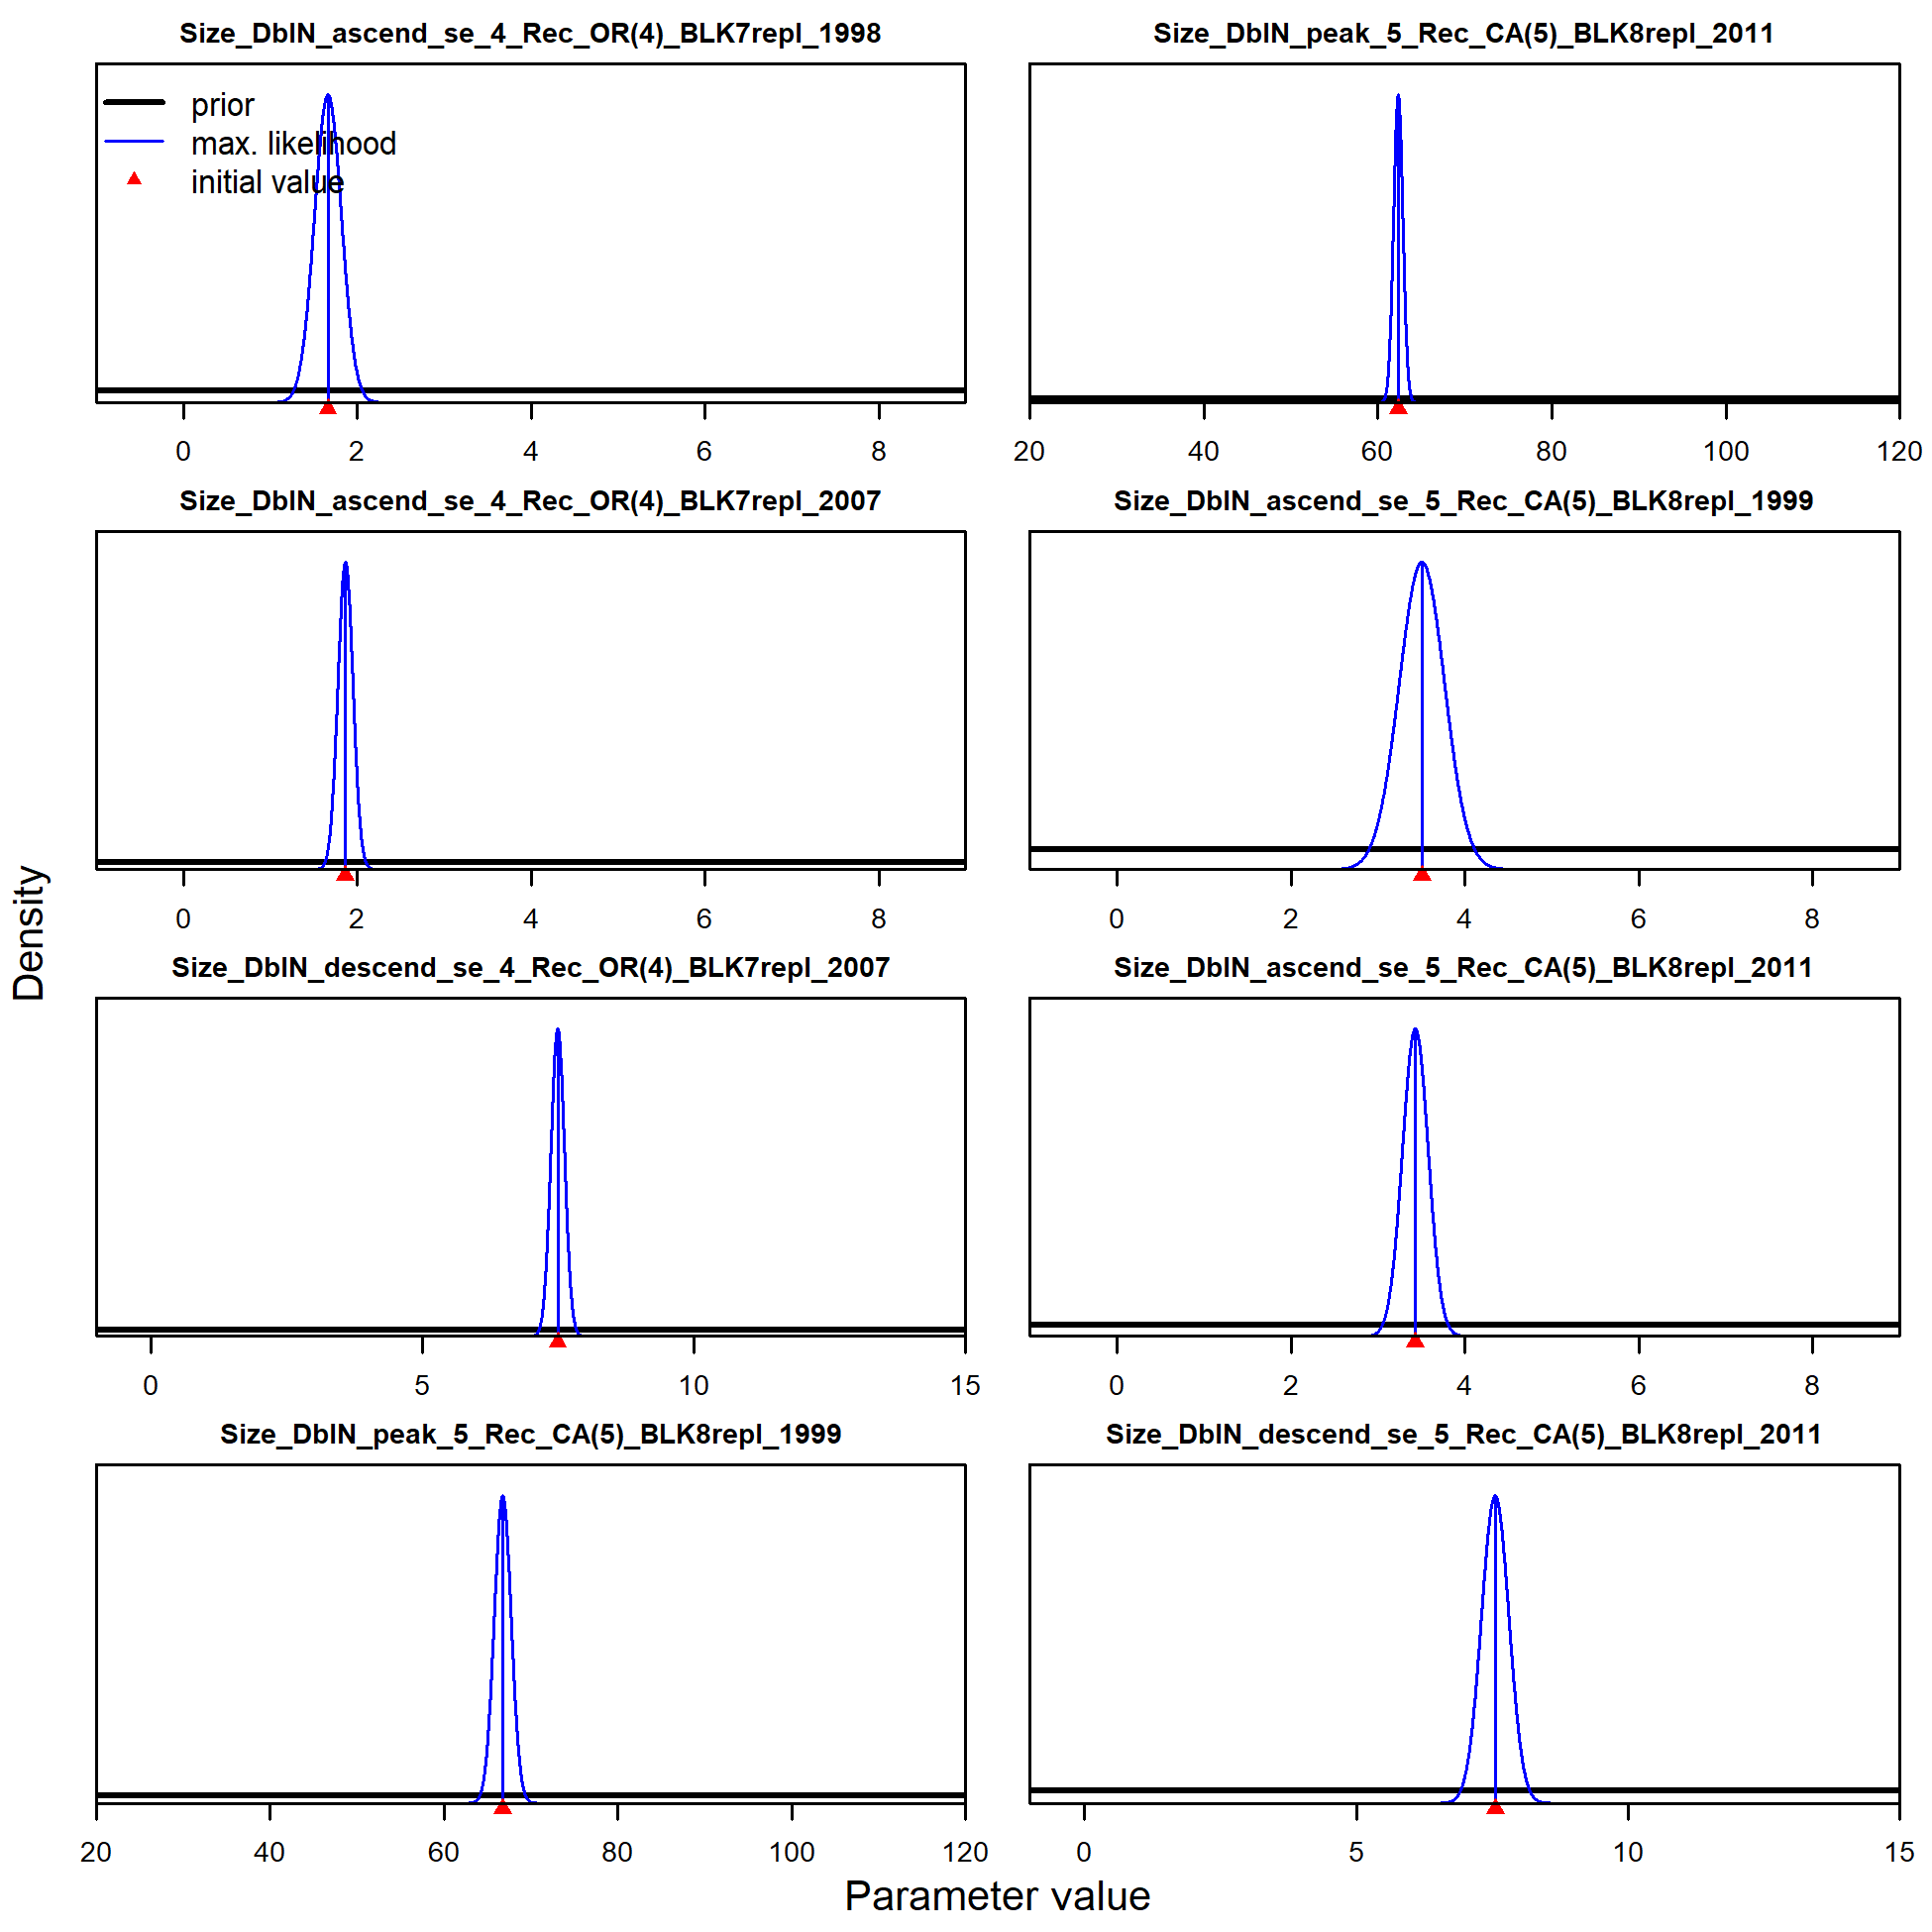 Size_DblN_ascend_se_4_Rec_OR(4)_BLK7repl_1998
prior
max. likelihood
initial value
0 2 4 6 8
Size_DblN_peak_5_Rec_CA(5)_BLK8repl_2011
20 40 60 80 100 120
Size_DblN_ascend_se_4_Rec_OR(4)_BLK7repl_2007
0 2 4 6 8
Size_DblN_ascend_se_5_Rec_CA(5)_BLK8repl_1999
0 2 4 6 8
Size_DblN_descend_se_4_Rec_OR(4)_BLK7repl_2007
0 5 10 15
Size_DblN_ascend_se_5_Rec_CA(5)_BLK8repl_2011
0 2 4 6 8
Size_DblN_peak_5_Rec_CA(5)_BLK8repl_1999
20 40 60 80 100 120
Size_DblN_descend_se_5_Rec_CA(5)_BLK8repl_2011
0 5 10 15
Density
Parameter value